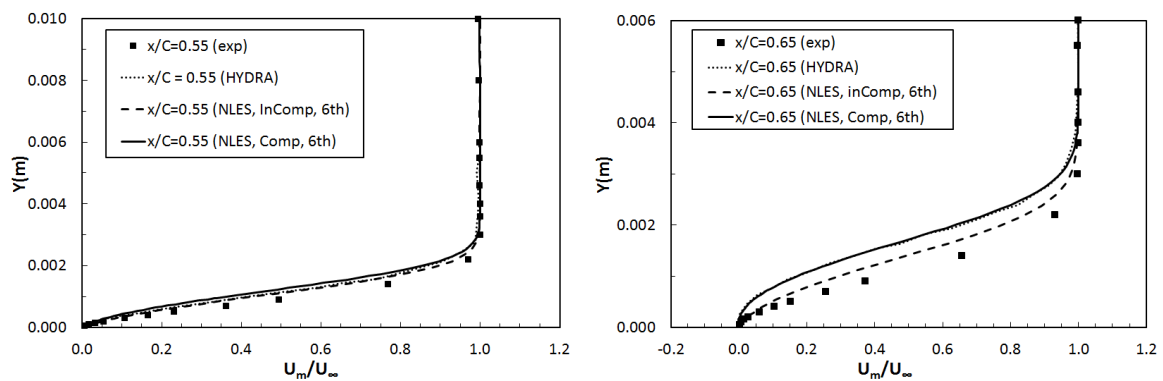 0.010
0.008
0.006
0.004
0.002
0.000
Y(m)
x/C=0.55 (exp)
x/C = 0.55 (HYDRA)
x/C=0.55 (NLES, InComp, 6th)
x/C=0.55 (NLES, Comp, 6th)
0.0 0.2 0.4 0.6 0.8 1.0 1.2
Um/U∞
0.006
0.004
0.002
0.000
Y(m)
x/C=0.65 (exp)
x/C=0.65 (HYDRA)
x/C=0.65 (NLES, inComp, 6th)
x/C=0.65 (NLES, Comp, 6th)
-0.2 0.0 0.2 0.4 0.6 0.8 1.0 1.2
Um/U∞